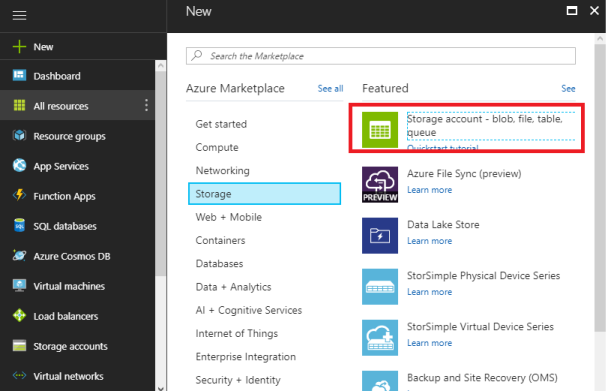 New
New
Dashboard
All resources
Resource groups
App Services
Function Apps
SQL databases
Azure Cosmos DB
Virtual machines
Load balancers
Storage accounts
Virtual networks
Search the Marketplace
Azure Marketplace
See all
Get started
Compute
Networking
Storage
Web + Mobile
Containers
Databases
Data + Analytics
AI + Cognitive Services
Internet of Things
Enterprise Integration
Security + Identity
Featured
See
Storage account - blob, file, table,
queue
Quickstart tutorial
PREVIEW
Azure File Sync (preview)
Learn more
Data Lake Store
Learn more
StorSimple Physical Device Series
Learn more
StorSimple Virtual Device Series
Learn more
Backup and Site Recovery (OMS)
Learn more